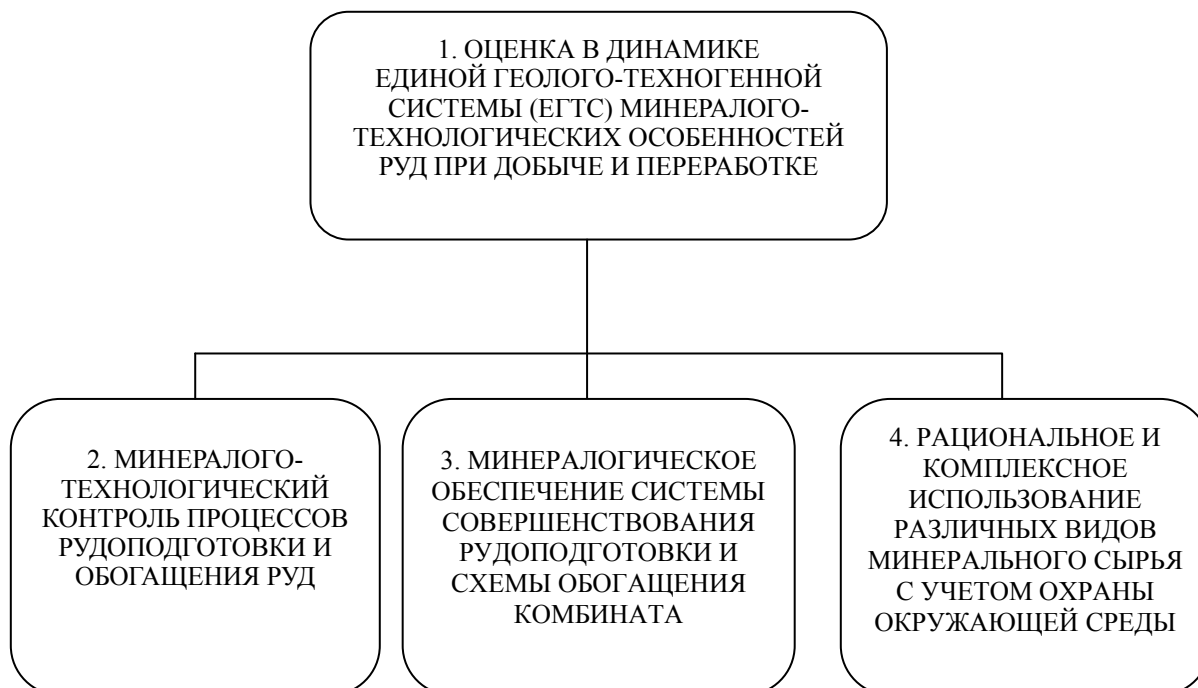 1. ОЦЕНКА В ДИНАМИКЕ
ЕДИНОЙ ГЕОЛОГО-ТЕХНОГЕННОЙ
СИСТЕМЫ (ЕГТС) МИНЕРАЛОГО-
ТЕХНОЛОГИЧЕСКИХ ОСОБЕННОСТЕЙ
РУД ПРИ ДОБЫЧЕ И ПЕРЕРАБОТКЕ
2. МИНЕРАЛОГО-
ТЕХНОЛОГИЧЕСКИЙ
КОНТРОЛЬ ПРОЦЕССОВ
РУДОПОДГОТОВКИ И
ОБОГАЩЕНИЯ РУД
3. МИНЕРАЛОГИЧЕСКОЕ
ОБЕСПЕЧЕНИЕ СИСТЕМЫ
СОВЕРШЕНСТВОВАНИЯ
РУДОПОДГОТОВКИ И
СХЕМЫ ОБОГАЩЕНИЯ
КОМБИНАТА
4. РАЦИОНАЛЬНОЕ И
КОМПЛЕКСНОЕ
ИСПОЛЬЗОВАНИЕ
РАЗЛИЧНЫХ ВИДОВ
МИНЕРАЛЬНОГО СЫРЬЯ
С УЧЕТОМ ОХРАНЫ
ОКРУЖАЮЩЕЙ СРЕДЫ